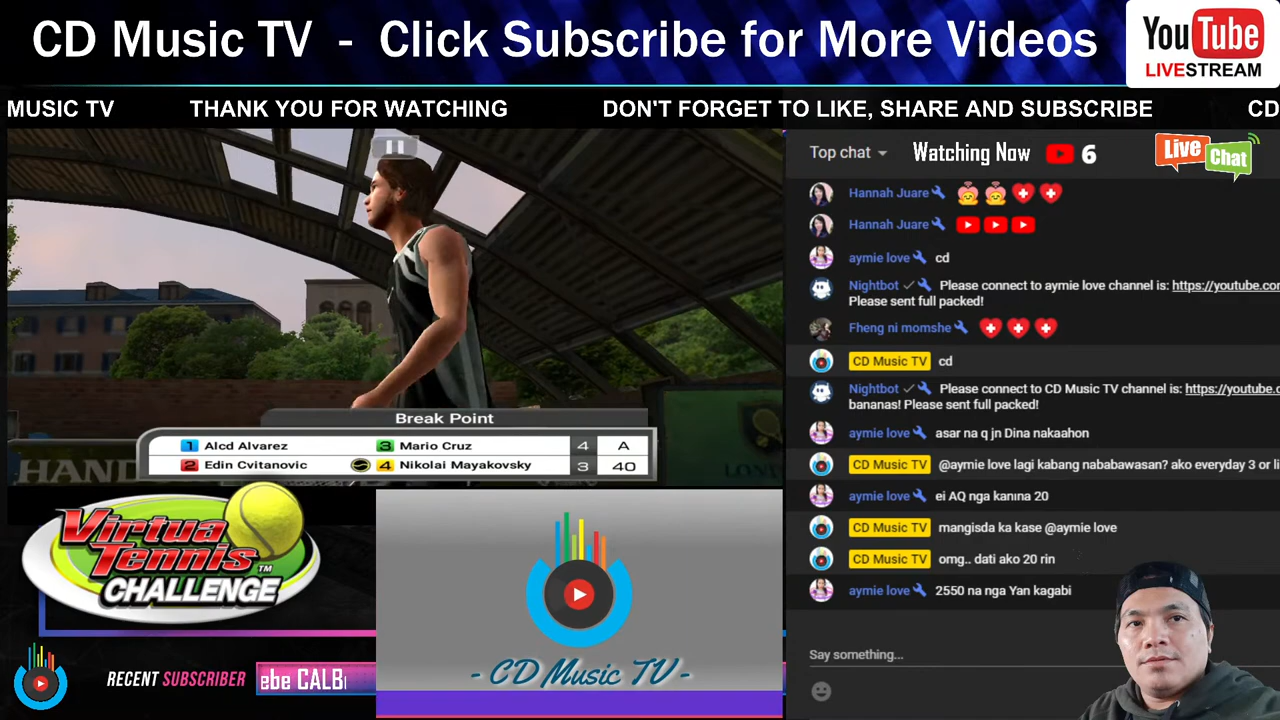 CD Music TV - Click Subscribe for More Videos
YouTube
LIVESTREAM
MUSIC TV THANK YOU FOR WATCHING DON'T FORGET TO LIKE, SHARE AND SUBSCRIBE CD
Top chat Watching Now 6
Live Chat
Hannah Juare
Hannah Juare
aymie love cd
Nightbot Please connect to aymie love channel is: https://youtube.co
Please sent full packed!
Fheng ni momshe
CD Music TV cd
Nightbot Please connect to CD Music TV channel is: https://youtube.
bananas! Please sent full packed!
aymie love asar na q jn Dina nakaahon
CD Music TV @aymie love lagi kabang nababawasan? ako everyday 3 or li
aymie love ei AQ nga kanina 20
CD Music TV mangisda ka kase @aymie love
CD Music TV omg.. dati ako 20 rin
aymie love 2550 na nga Yan kagabi
Say something...
Break Point
1 Alcd Alvarez 3 Mario Cruz 4 A
2 Edin Cvitanovic 4 Nikolai Mayakovsky 3 40
HAND
LONDON
Virtua
Tennis™
CHALLENGE
- CD Music TV -
RECENT SUBSCRIBER ebe CALB